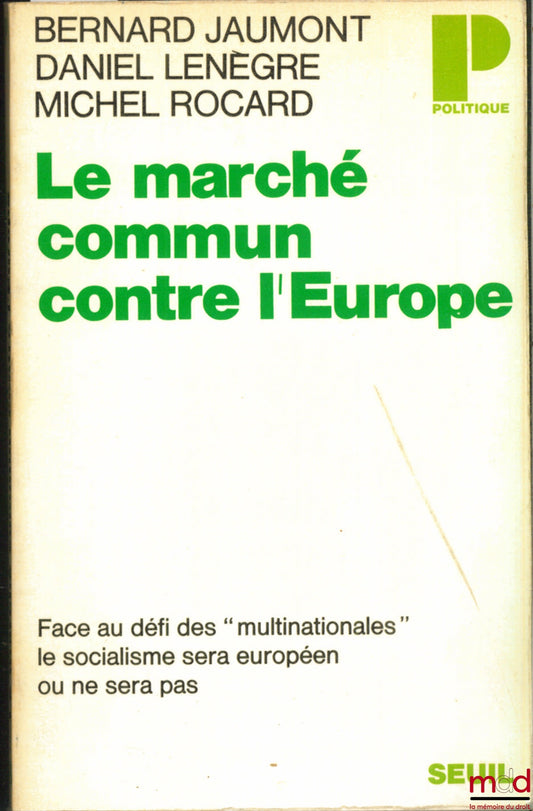 BERNARD JAUMONT
DANIEL LENÈGRE
MICHEL ROCARD
P
POLITIQUE
Le marché
commun
contre l'Europe
Face au défi des "multinationales"
le socialisme sera européen
ou ne sera pas
SEUIL
mdd
la mémoire du droit